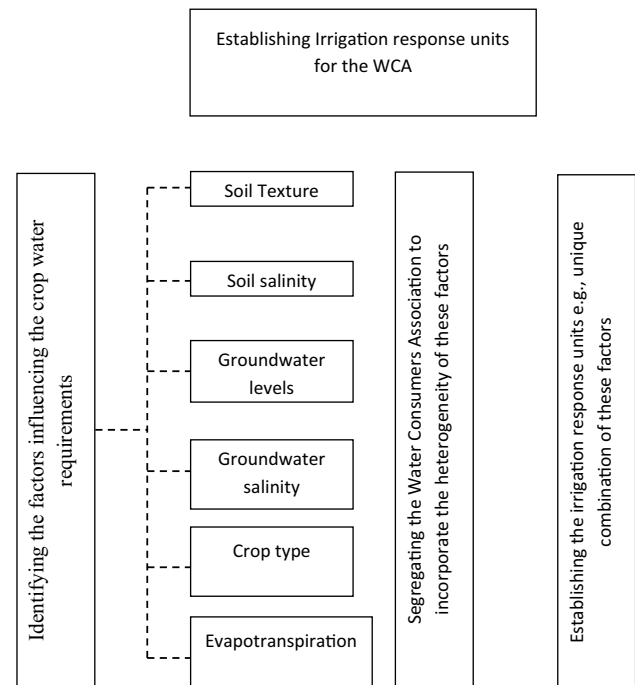 Establishing Irrigation response units
for the WCA
Identifying the factors influencing the crop water
requirements
Soil Texture
Soil salinity
Groundwater
levels
Groundwater
salinity
Crop type
Evapotranspiration
Segregating the Water Consumers Association to
incorporate the heterogeneity of these factors
Establishing the irrigation response units e.g., unique
combination of these factors